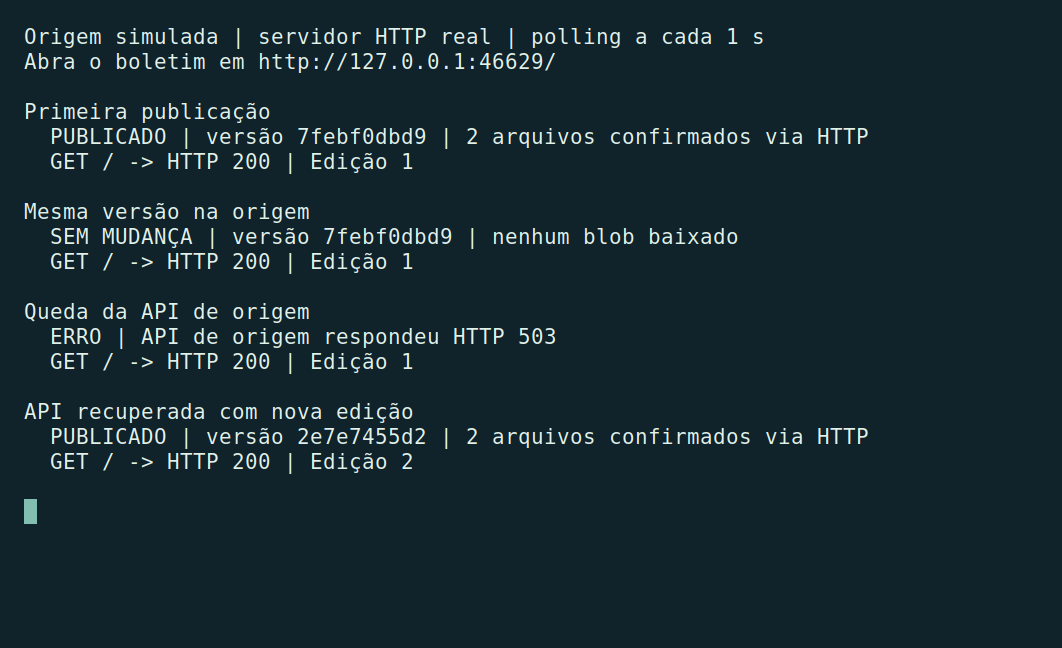 Origem simulada | servidor HTTP real | polling a cada 1 s
Abra o boletim em http://127.0.0.1:46629/
Primeira publicação
PUBLICADO | versão 7febf0dbd9 | 2 arquivos confirmados via HTTP
GET / -> HTTP 200 | Edição 1
Mesma versão na origem
SEM MUDANÇA | versão 7febf0dbd9 | nenhum blob baixado
GET / -> HTTP 200 | Edição 1
Queda da API de origem
ERRO | API de origem respondeu HTTP 503
GET / -> HTTP 200 | Edição 1
API recuperada com nova edição
PUBLICADO | versão 2e7e7455d2 | 2 arquivos confirmados via HTTP
GET / -> HTTP 200 | Edição 2